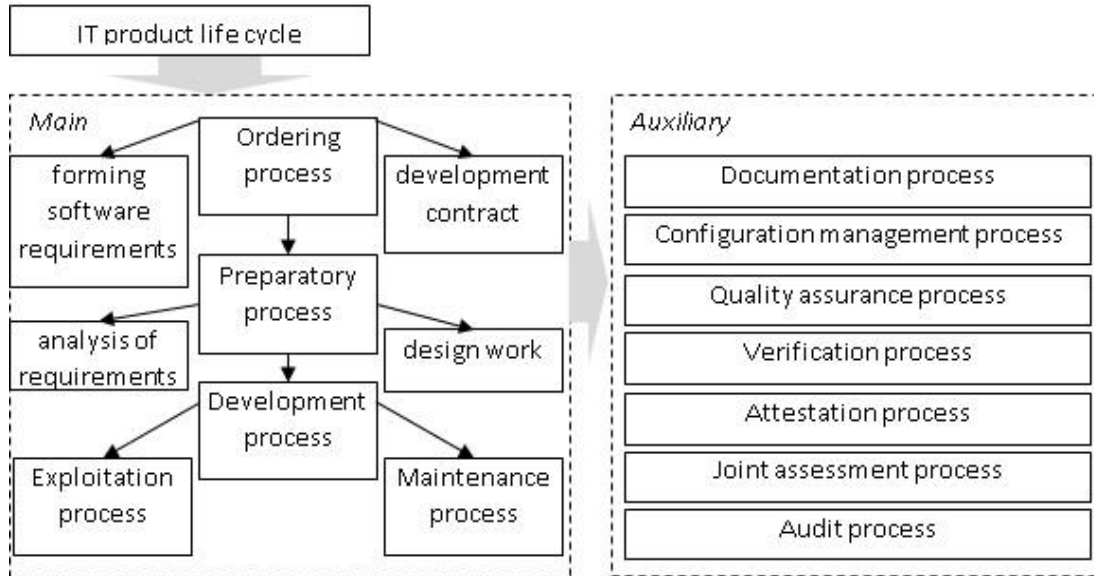 IT product life cycle
Main
Ordering
process
forming
software
requirements
development
contract
Preparatory
process
analysis of
requirements
design work
Development
process
Exploitation
process
Maintenance
process
Auxiliary
Documentation process
Configuration management process
Quality assurance process
Verification process
Attestation process
Joint assessment process
Audit process